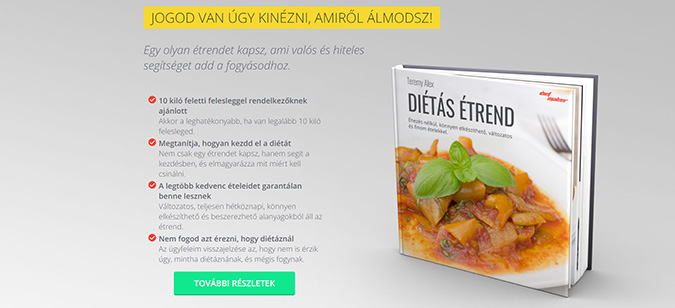 JOGOD VAN ÚGY KINÉZNI, AMIRŐL ÁLMODSZ!
Egy olyan étrendet kapsz, ami valós és hiteles
segítséget add a fogyásodhoz.
10 kiló feletti felesleggel rendelkezőknek
ajánlott
Akkor a leghatékonyabb, ha van legalább 10 kiló
felesleged.
Megtanítja, hogyan kezdd el a diétát
Nem csak egy étrendet kapsz, hanem segít a
kezdésben, és elmagyarázza mit miért kell
csinálni.
A legtöbb kedvenc ételeidet garantálan
benne lesznek
Változatos, teljesen hétköznapi, könnyen
elkészíthető és beszerezhető alanyagokból áll az
étrend.
Nem fogod azt érezni, hogy diétáznál
Az ügyfeleim visszajelzése az, hogy nem is érzik
úgy, mintha diétáznának, és mégis fogynak.
TOVÁBBI RÉSZLETEK
Teremy Alex
DIÉTÁS ÉTREND
Éhezés nélkül, könnyen elkészíthető, változatos
és finom ételekkel.